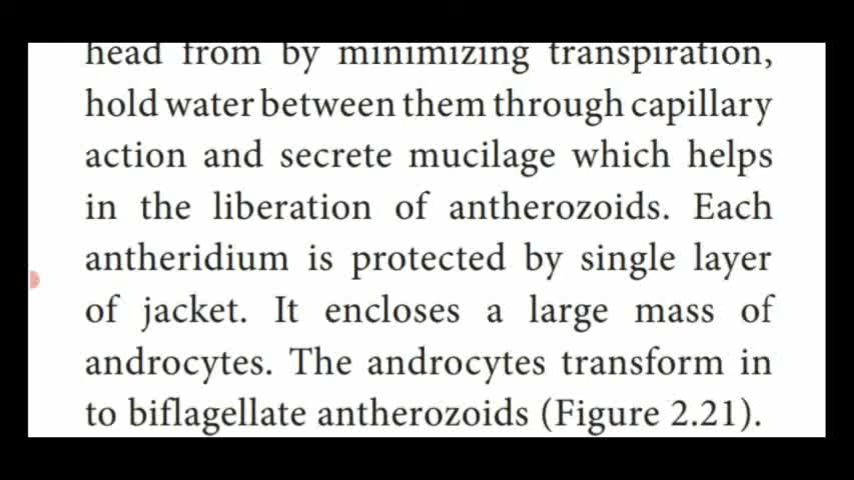 head from by minimizing transpiration,
hold water between them through capillary
action and secrete mucilage which helps
in the liberation of antherozoids. Each
antheridium is protected by single layer
of jacket. It encloses a large mass of
androcytes. The androcytes transform in
to biflagellate antherozoids (Figure 2.21).